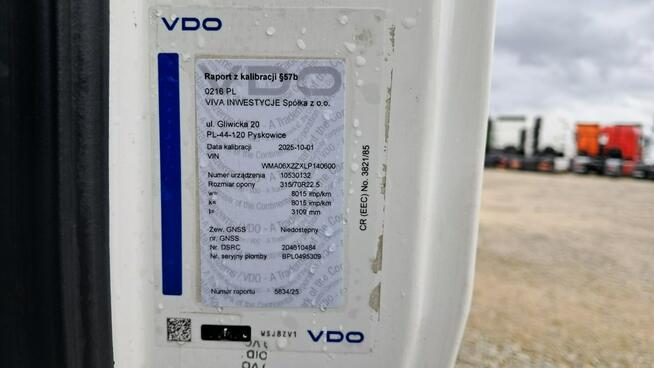 VDO
Raport z kalibracji §57b
0216 PL
VIVA INWESTYCJE Spółka z o.o.
ul. Gliwicka 20
PL-44-120 Pyskowice
Data kalibracji 2025-10-01
VIN
WMA06XZZXLP140600
Numer urządzenia 10530132
Rozmiar opony 315/70R22.5
w= 8015 imp/km
k= 8015 imp/km
l= 3109 mm
Zew. GNSS Niedostępny
nr. GNSS
Nr. DSRC 204610484
Nr. seryjny plomby BPL0495309
Numer raportu 5834/25
CR (EEC) No. 3821/85
WSJ8ZV1
VDO